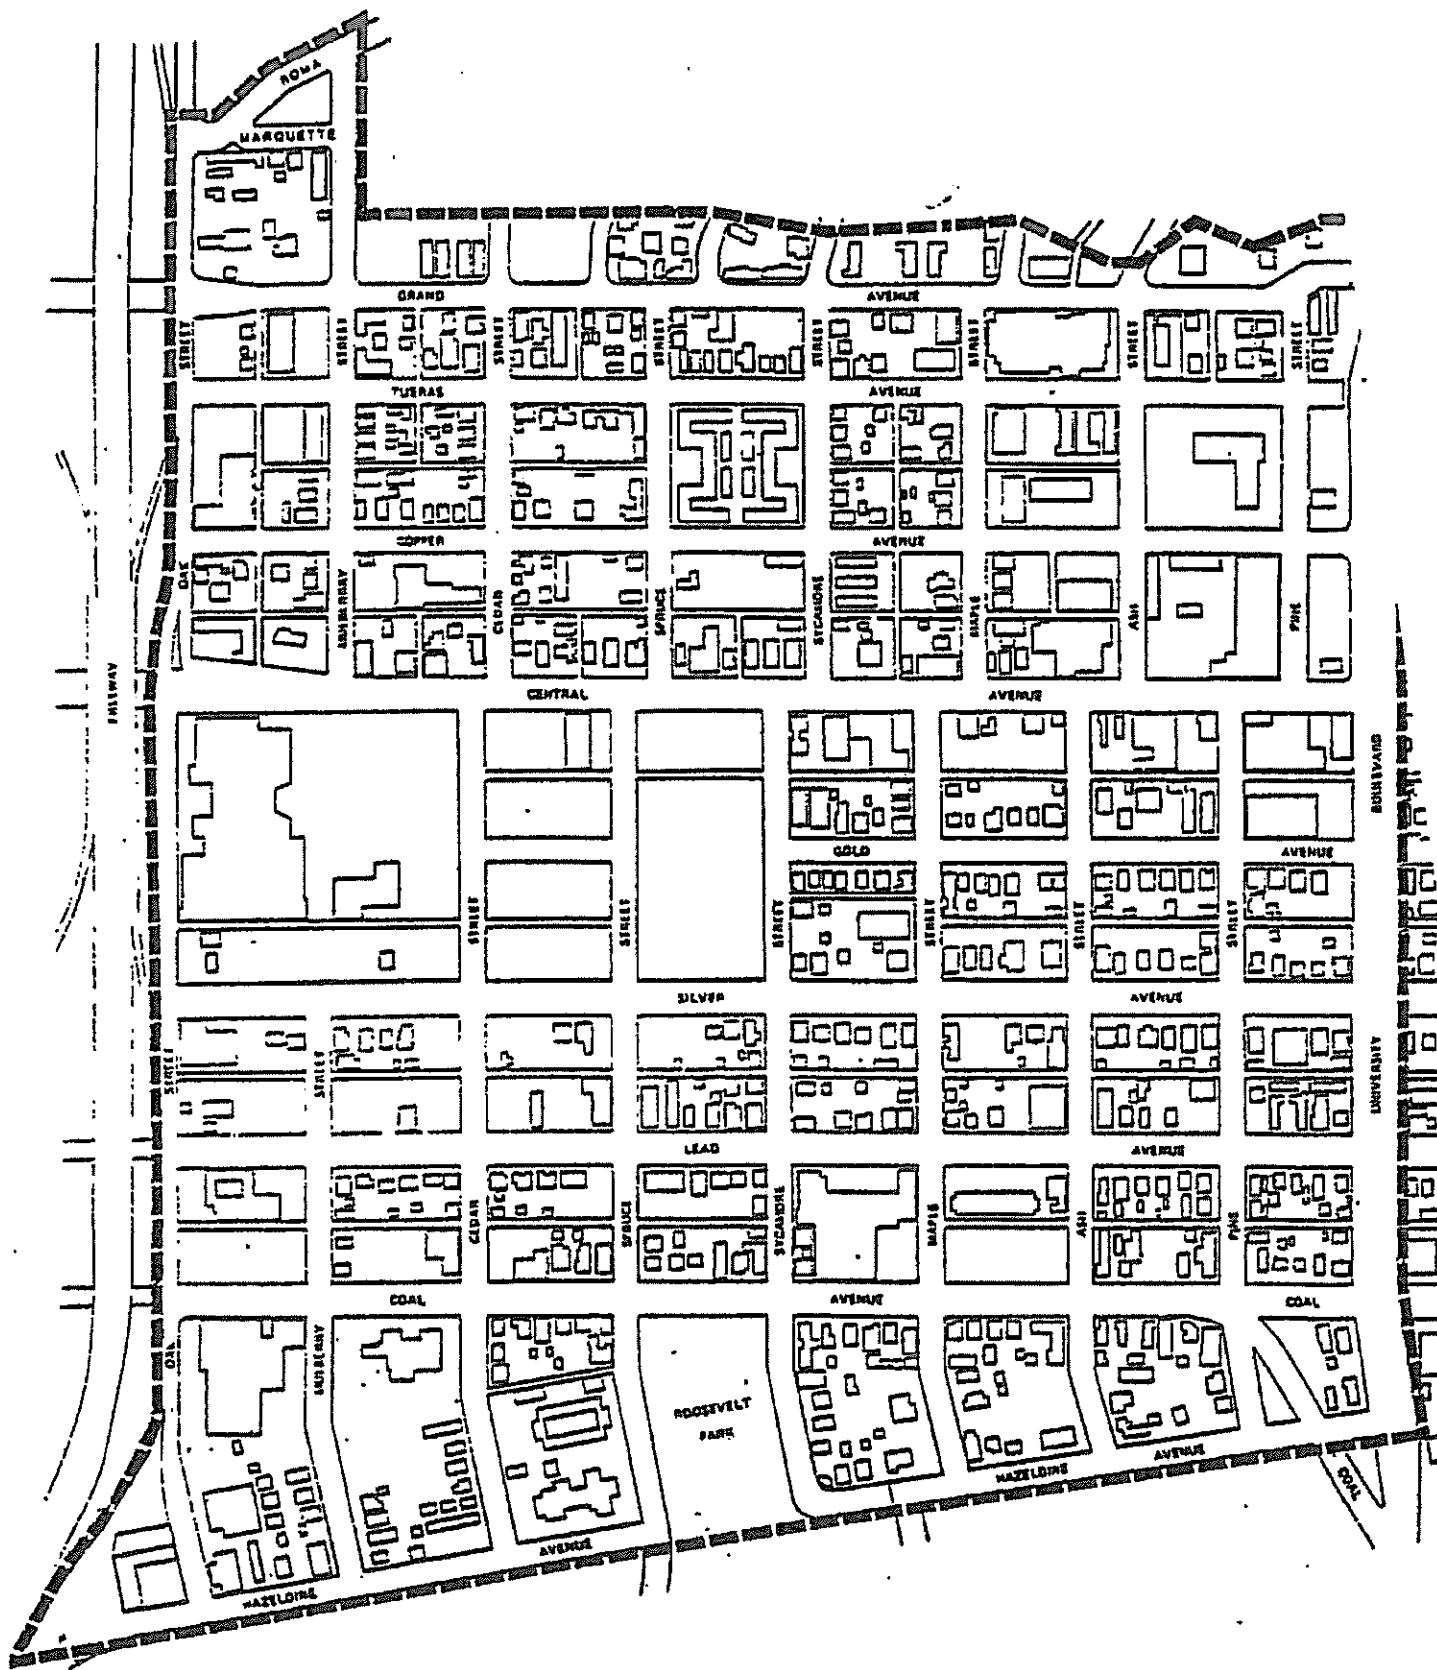 ROMA
MARQUETTE
GRAND AVENUE
STREET STREET STREET STREET STREET STREET STREET STREET
TIJERAS AVENUE
COPPER AVENUE
OAK MULBERRY CEDAR SPRUCE SYCAMORE MAPLE ASH PINE
FREEWAY
CENTRAL AVENUE
BOULEVARD
GOLD AVENUE
STREET STREET STREET STREET STREET STREET
SILVER AVENUE
STREET STREET UNIVERSITY
LEAD AVENUE
CEDAR SPRUCE SYCAMORE MAPLE ASH PINE
COAL AVENUE COAL
OAK MULBERRY
ROOSEVELT
PARK
HAZELDINE AVENUE
COAL
AVENUE
HAZELDINE